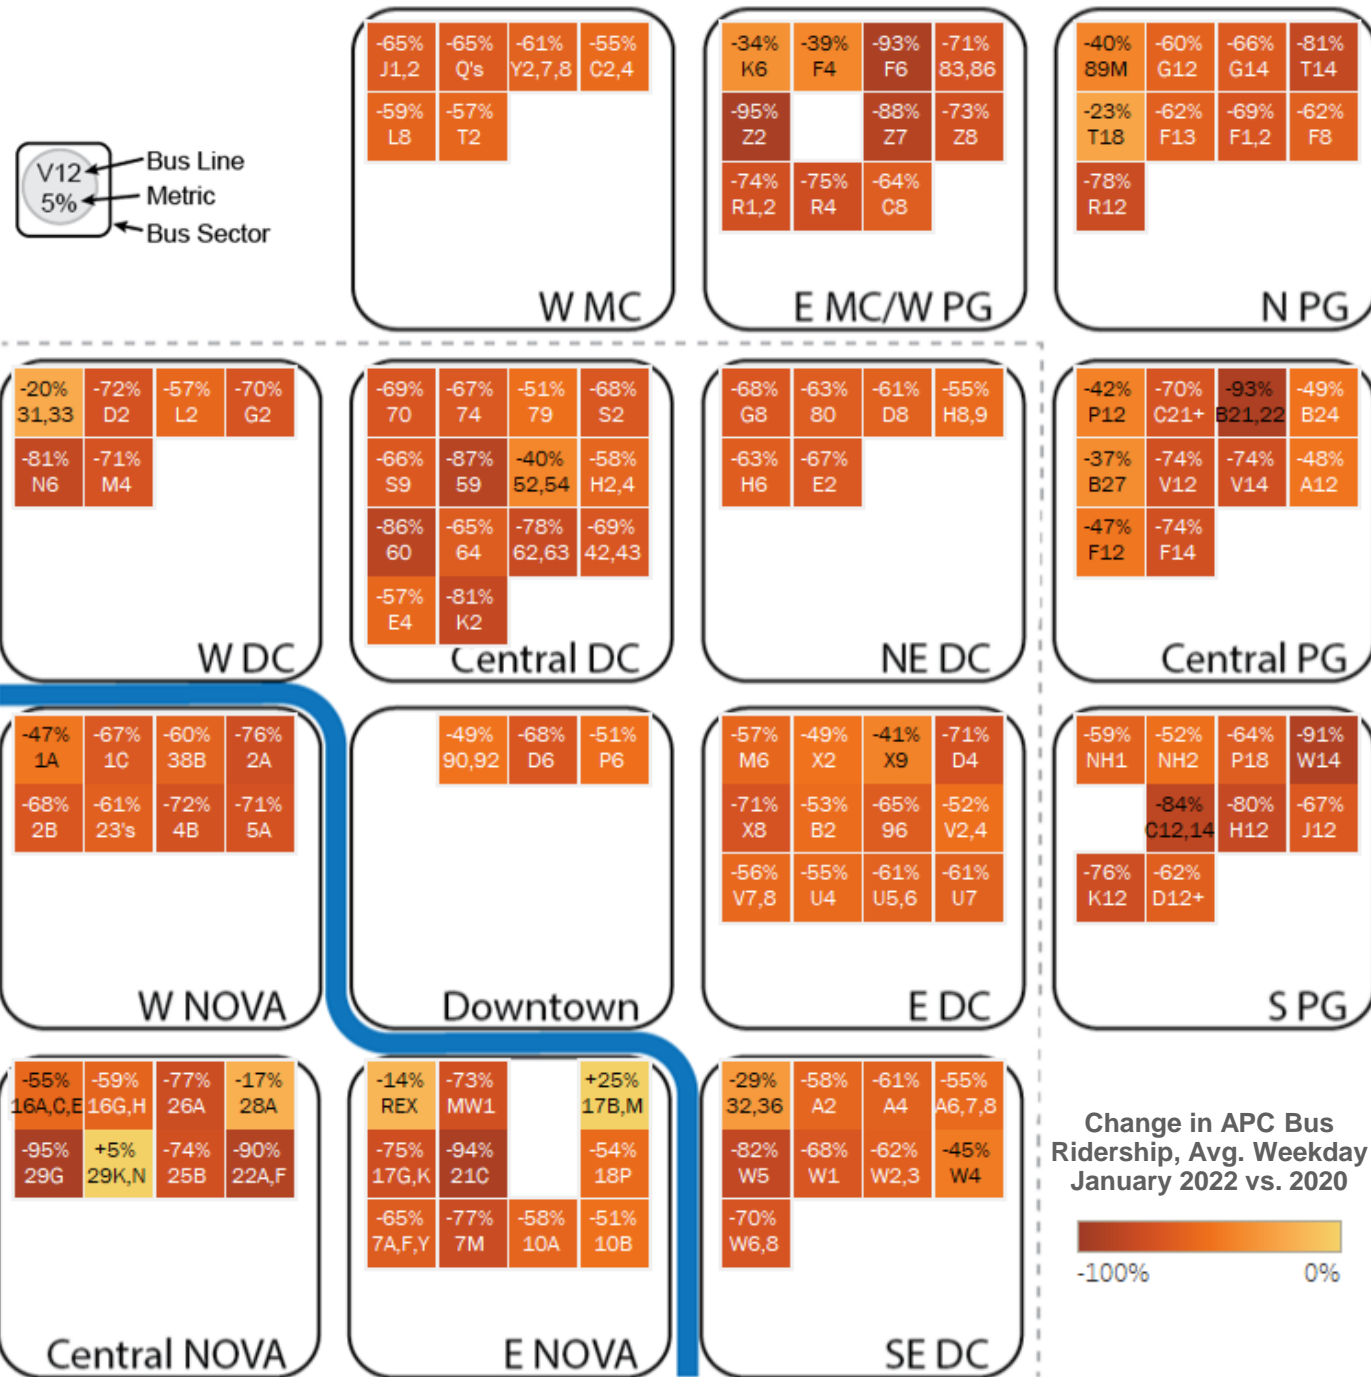 -65% -65% -61% -55%
J1,2 Q's Y2,7,8 C2,4
-59% -57%
L8 T2
W MC
-34% -39% -93% -71%
K6 F4 F6 83,86
-95% -88% -73%
Z2 Z7 Z8
-74% -75% -64%
R1,2 R4 C8
E MC/W PG
-40% -60% -66% -81%
89M G12 G14 T14
-23% -62% -69% -62%
T18 F13 F1,2 F8
-78%
R12
N PG
V12
5%
Bus Line
Metric
Bus Sector
-20% -72% -57% -70%
31,33 D2 L2 G2
-81% -71%
N6 M4
W DC
-69% -67% -51% -68%
70 74 79 S2
-66% -87% -40% -58%
S9 59 52,54 H2,4
-86% -65% -78% -69%
60 64 62,63 42,43
-57% -81%
E4 K2
Central DC
-68% -63% -61% -55%
G8 80 D8 H8,9
-63% -67%
H6 E2
NE DC
-42% -70% -93% -49%
P12 C21+ B21,22 B24
-37% -74% -74% -48%
B27 V12 V14 A12
-47% -74%
F12 F14
Central PG
-47% -67% -60% -76%
1A 1C 38B 2A
-68% -61% -72% -71%
2B 23's 4B 5A
W NOVA
-49% -68% -51%
90,92 D6 P6
Downtown
-57% -49% -41% -71%
M6 X2 X9 D4
-71% -53% -65% -52%
X8 B2 96 V2,4
-56% -55% -61% -61%
V7,8 U4 U5,6 U7
E DC
-59% -52% -64% -91%
NH1 NH2 P18 W14
-84% -80% -67%
C12,14 H12 J12
-76% -62%
K12 D12+
S PG
-55% -59% -77% -17%
16A,C,E 16G,H 26A 28A
-95% +5% -74% -90%
29G 29K,N 25B 22A,F
Central NOVA
-14% -73% +25%
REX MW1 17B,M
-75% -94% -54%
17G,K 21C 18P
-65% -77% -58% -51%
7A,F,Y 7M 10A 10B
E NOVA
-29% -58% -61% -55%
32,36 A2 A4 A6,7,8
-82% -68% -62% -45%
W5 W1 W2,3 W4
-70%
W6,8
SE DC
Change in APC Bus
Ridership, Avg. Weekday
January 2022 vs. 2020
-100% 0%